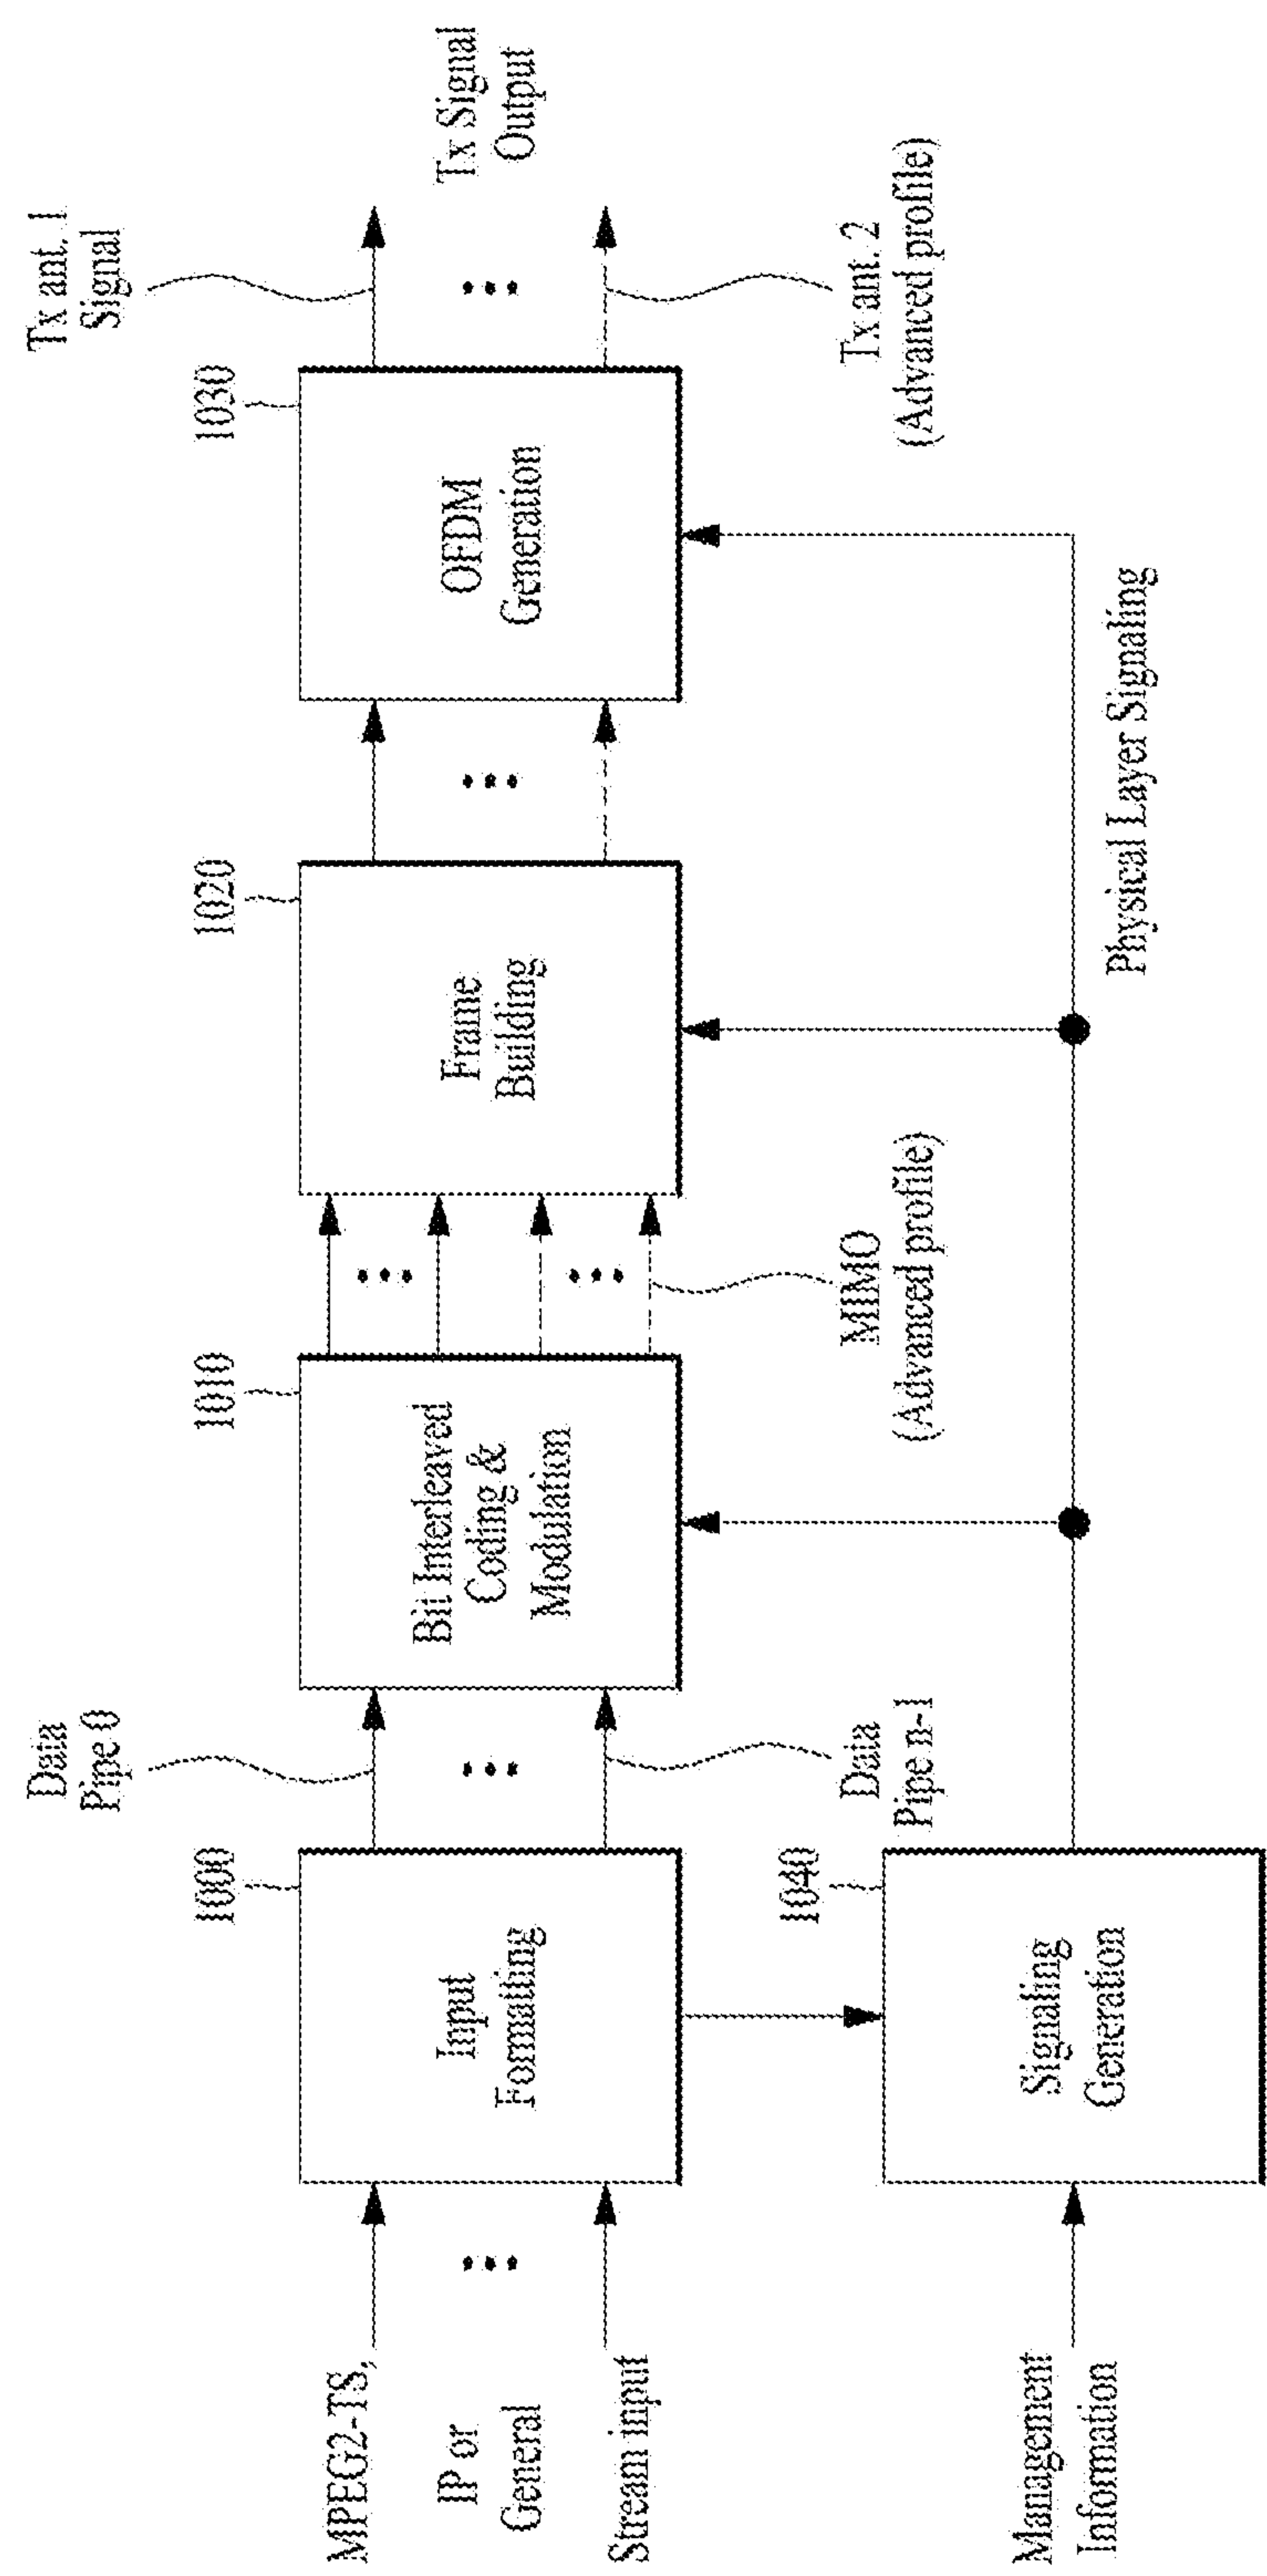 Data
Pipe 0
Tx ant. 1
Signal
1000
1010
1020
1030
MPEG2-TS,
IP or
General
Stream input
Input
Formatting
Bit Interleaved
Coding &
Modulation
Frame
Building
OFDM
Generation
Tx Signal
Output
Data
Pipe n-1
MIMO
(Advanced profile)
Tx ant. 2
(Advanced profile)
1040
Management
Information
Signaling
Generation
Physical Layer Signaling